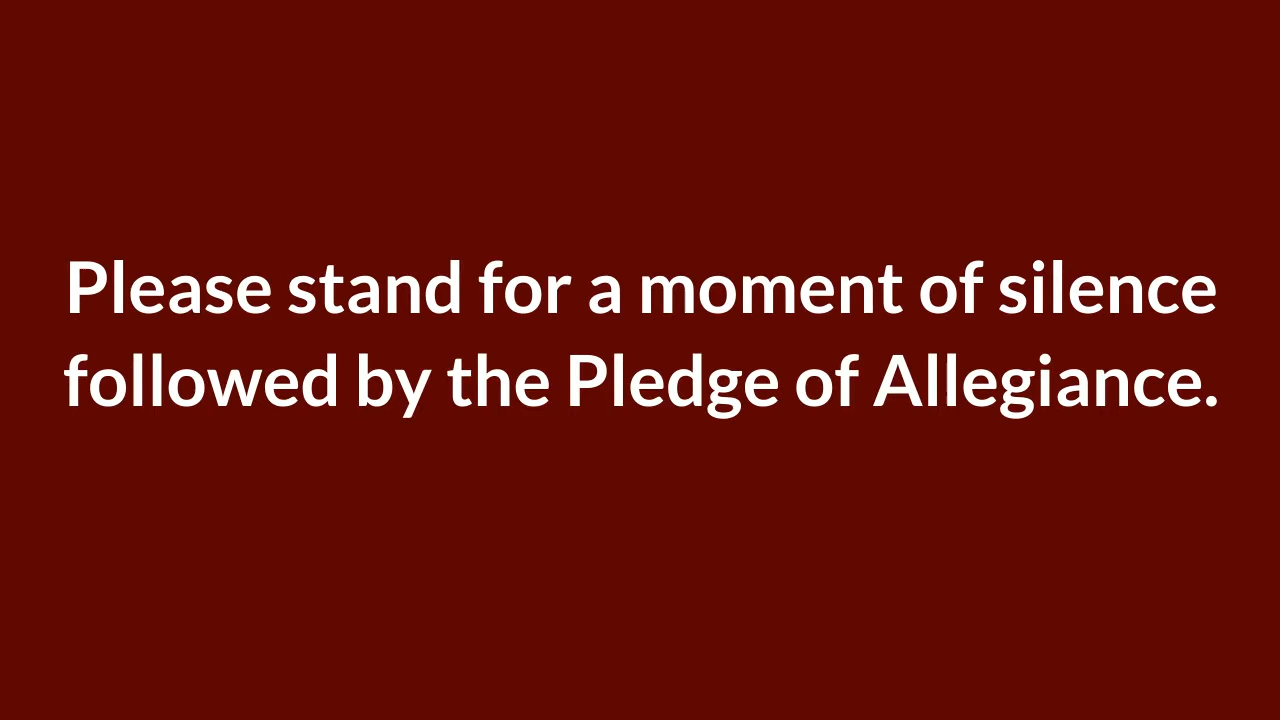 Please stand for a moment of silence
followed by the Pledge of Allegiance.